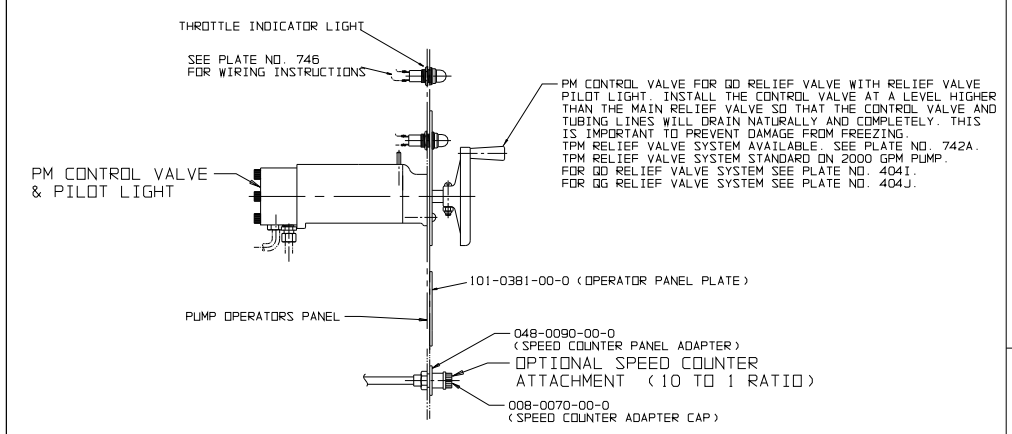 THROTTLE INDICATOR LIGHT
SEE PLATE NO. 746
FOR WIRING INSTRUCTIONS
PM CONTROL VALVE FOR QD RELIEF VALVE WITH RELIEF VALVE
PILOT LIGHT. INSTALL THE CONTROL VALVE AT A LEVEL HIGHER
THAN THE MAIN RELIEF VALVE SO THAT THE CONTROL VALVE AND
TUBING LINES WILL DRAIN NATURALLY AND COMPLETELY. THIS
IS IMPORTANT TO PREVENT DAMAGE FROM FREEZING.
TPM RELIEF VALVE SYSTEM AVAILABLE. SEE PLATE NO. 742A.
TPM RELIEF VALVE SYSTEM STANDARD ON 2000 GPM PUMP.
FOR QD RELIEF VALVE SYSTEM SEE PLATE NO. 404I.
FOR QG RELIEF VALVE SYSTEM SEE PLATE NO. 404J.
PM CONTROL VALVE
& PILOT LIGHT
101-0381-00-0 (OPERATOR PANEL PLATE)
PUMP OPERATORS PANEL
048-0090-00-0
(SPEED COUNTER PANEL ADAPTER)
OPTIONAL SPEED COUNTER
ATTACHMENT (10 TO 1 RATIO)
008-0070-00-0
(SPEED COUNTER ADAPTER CAP)